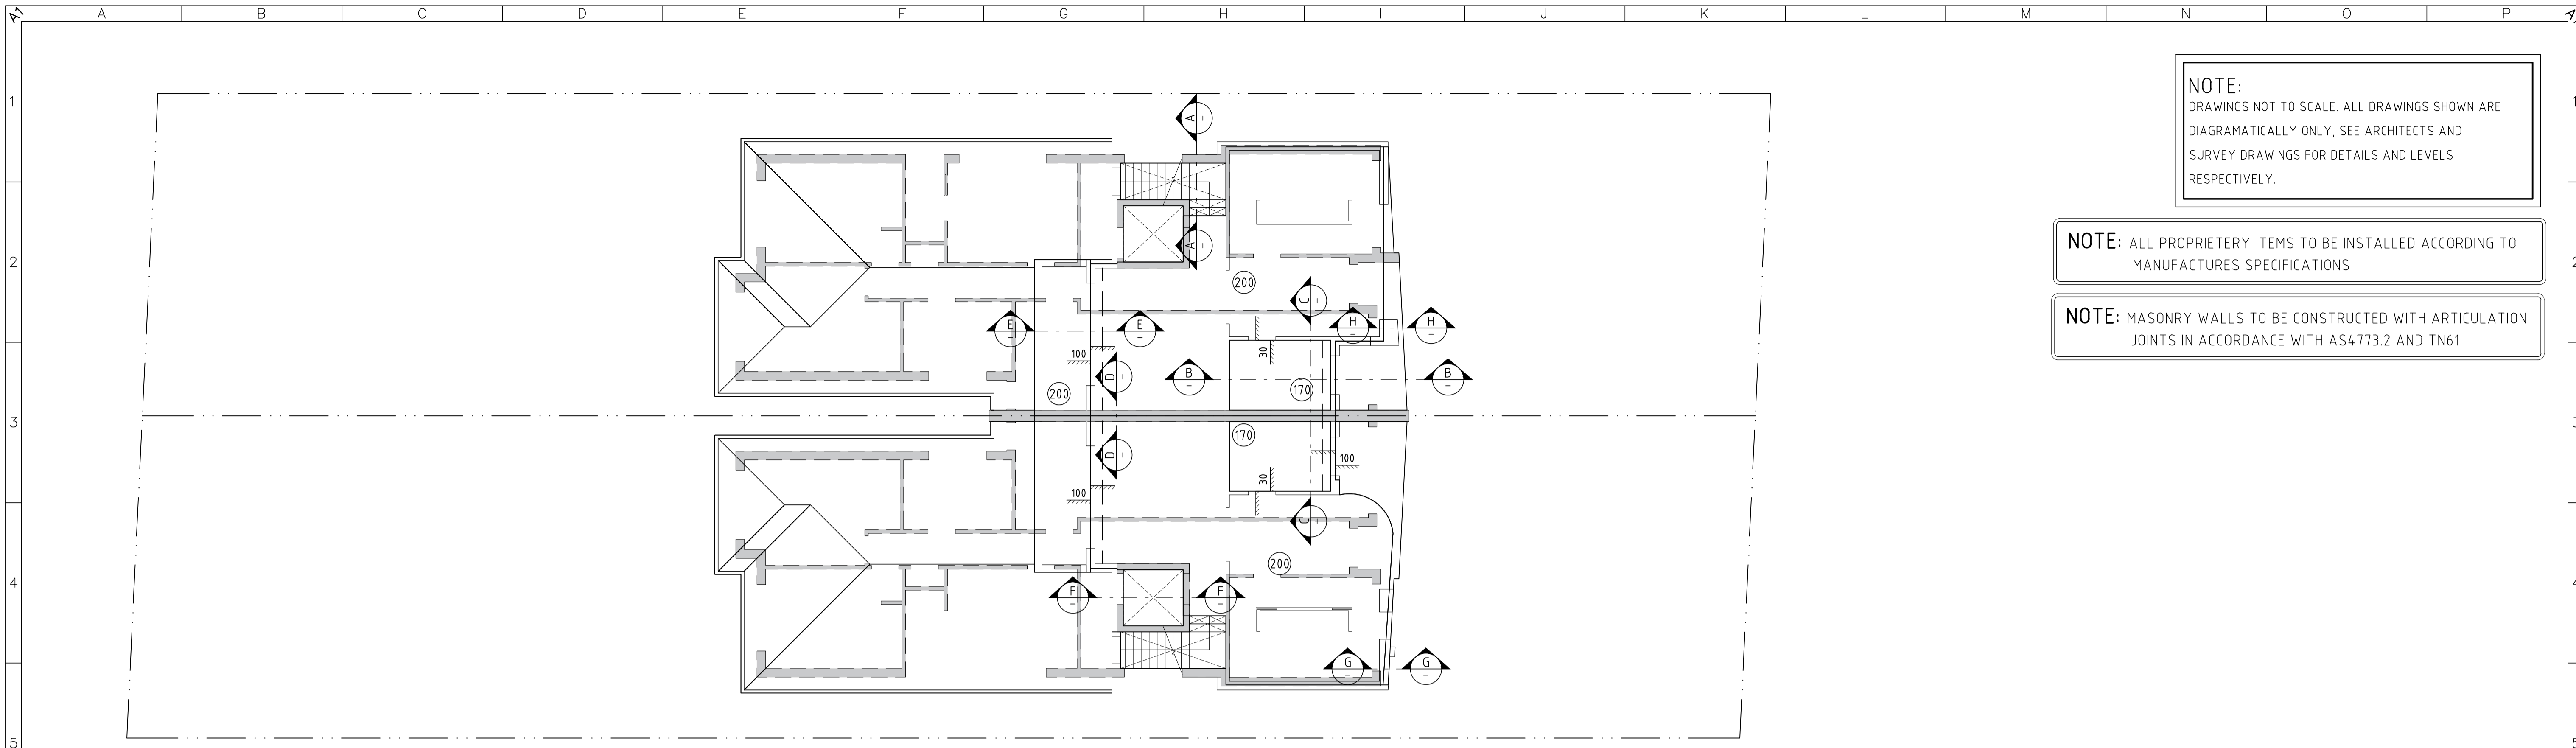 A1 A B C D E F G H I J K L M N O P
1
2
3
4
5
NOTE:
DRAWINGS NOT TO SCALE. ALL DRAWINGS SHOWN ARE
DIAGRAMATICALLY ONLY, SEE ARCHITECTS AND
SURVEY DRAWINGS FOR DETAILS AND LEVELS
RESPECTIVELY.
NOTE: ALL PROPRIETERY ITEMS TO BE INSTALLED ACCORDING TO
MANUFACTURES SPECIFICATIONS
NOTE: MASONRY WALLS TO BE CONSTRUCTED WITH ARTICULATION
JOINTS IN ACCORDANCE WITH AS4773.2 AND TN61
A
A
200
C
E
E
H
H
100
30
D
B
B
200
170
170
D
100
30
100
C
200
F
F
G
G